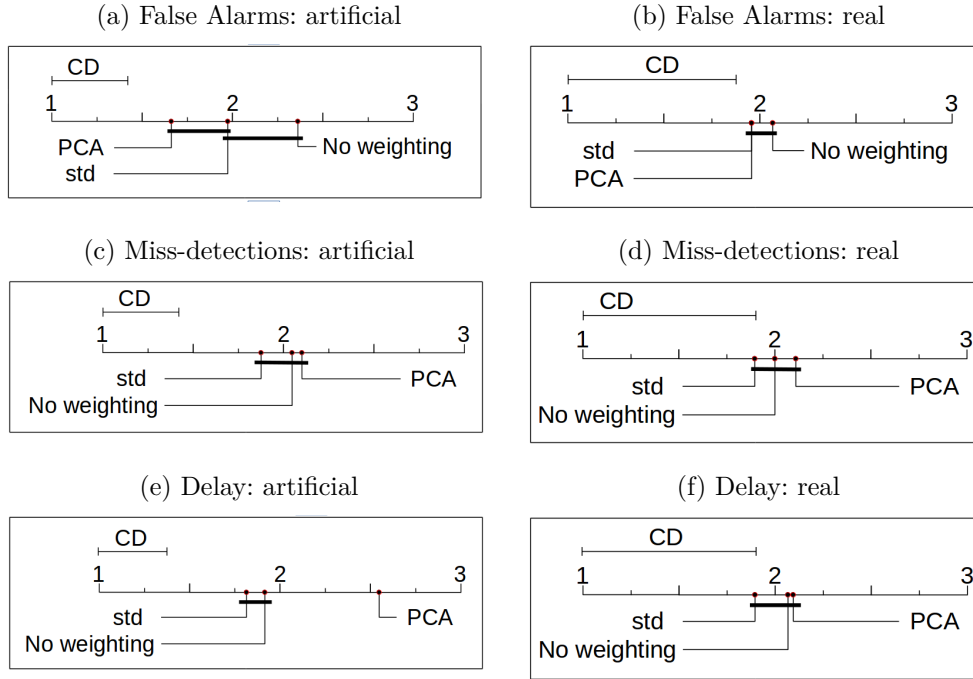 (a) False Alarms: artificial
CD
1 2 3
PCA
No weighting
std
(b) False Alarms: real
CD
1 2 3
std
No weighting
PCA
(c) Miss-detections: artificial
CD
1 2 3
std
PCA
No weighting
(d) Miss-detections: real
CD
1 2 3
std
PCA
No weighting
(e) Delay: artificial
CD
1 2 3
std
PCA
No weighting
(f) Delay: real
CD
1 2 3
std
PCA
No weighting